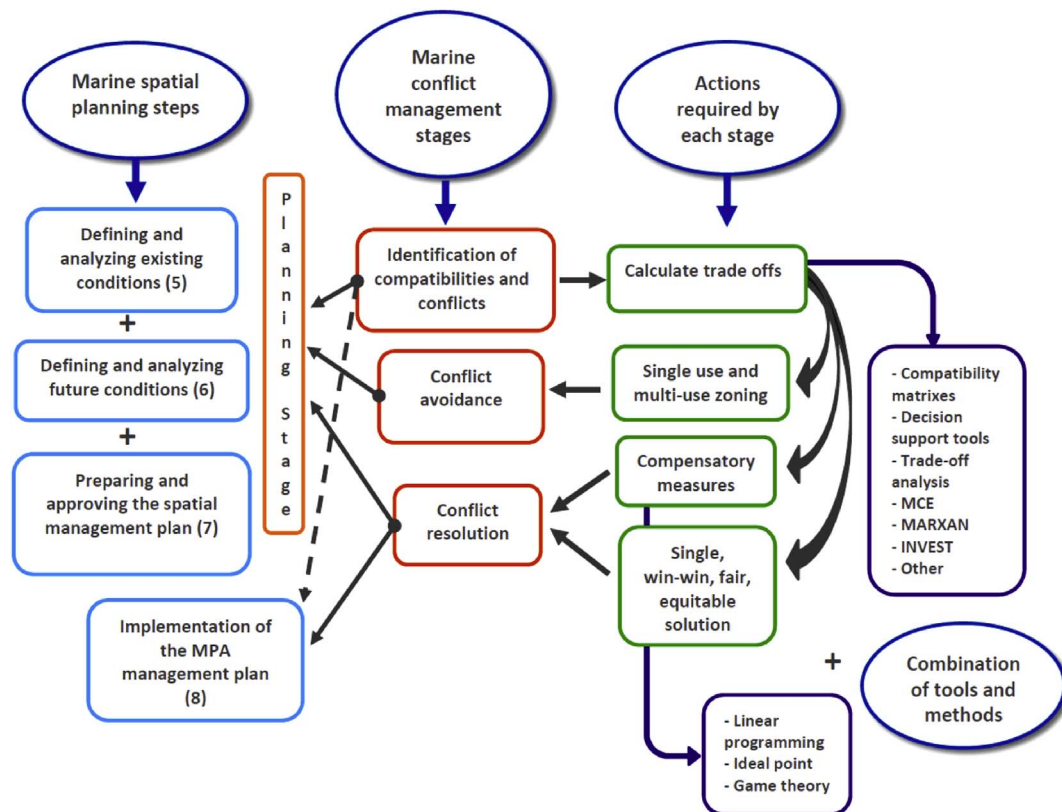 Marine spatial
planning steps
Marine
conflict
management
stages
Actions
required by
each stage
Defining and
analyzing existing
conditions (5)
+
Defining and analyzing
future conditions (6)
+
Preparing and
approving the spatial
management plan (7)
Implementation of
the MPA
management plan
(8)
Planning Stage
Identification of
compatibilities and
conflicts
Conflict
avoidance
Conflict
resolution
Calculate trade offs
Single use and
multi-use zoning
Compensatory
measures
Single,
win-win, fair,
equitable
solution
- Compatibility
matrixes
- Decision
support tools
- Trade-off
analysis
- MCE
- MARXAN
- INVEST
- Other
+
Combination
of tools and
methods
- Linear
programming
- Ideal point
- Game theory